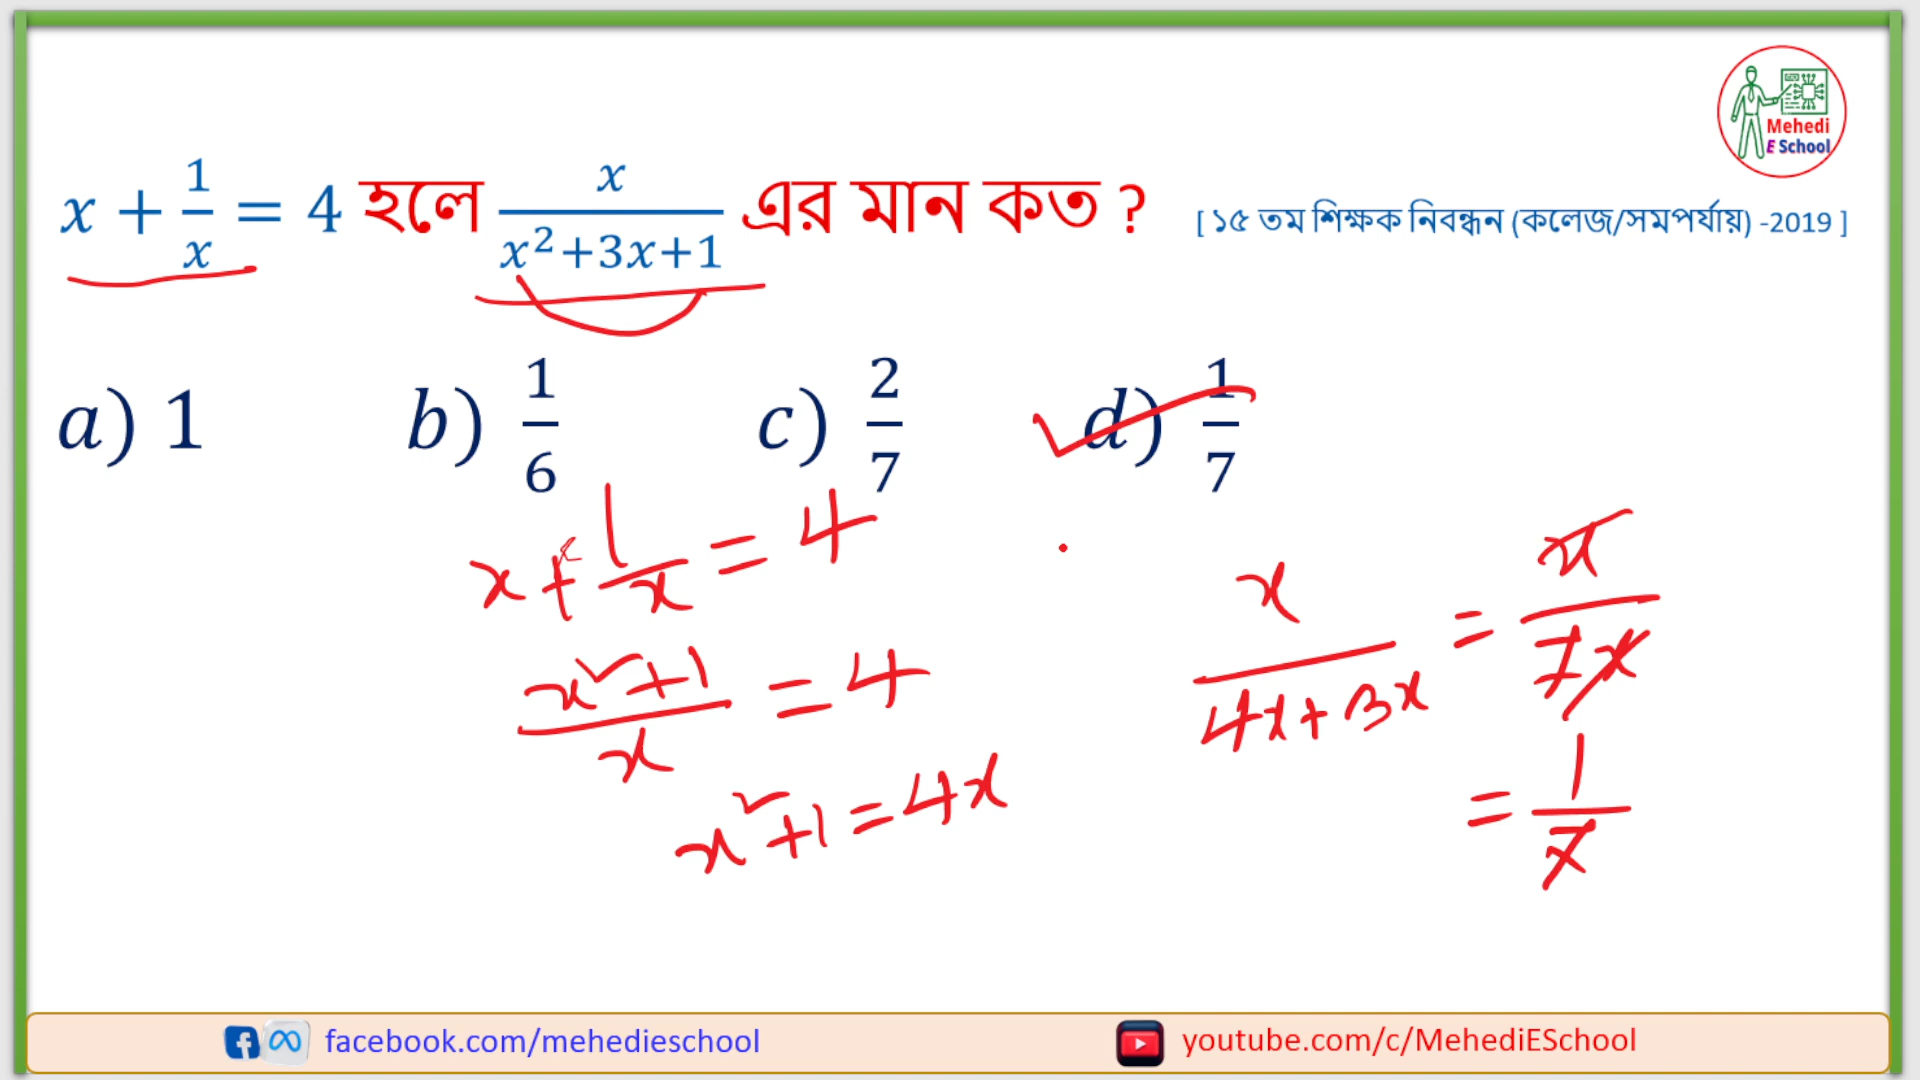 Mehedi
E School
x + 1/x = 4 হলে x/(x²+3x+1) এর মান কত ? [ ১৫ তম শিক্ষক নিবন্ধন (কলেজ/সমপর্যায়) -2019 ]
a) 1 b) 1/6 c) 2/7 d) 1/7
x + 1/x = 4
(x²+1)/x = 4
x²+1 = 4x
x/(4x+3x) = x/7x
= 1/7
facebook.com/mehedieschool
youtube.com/c/MehediESchool